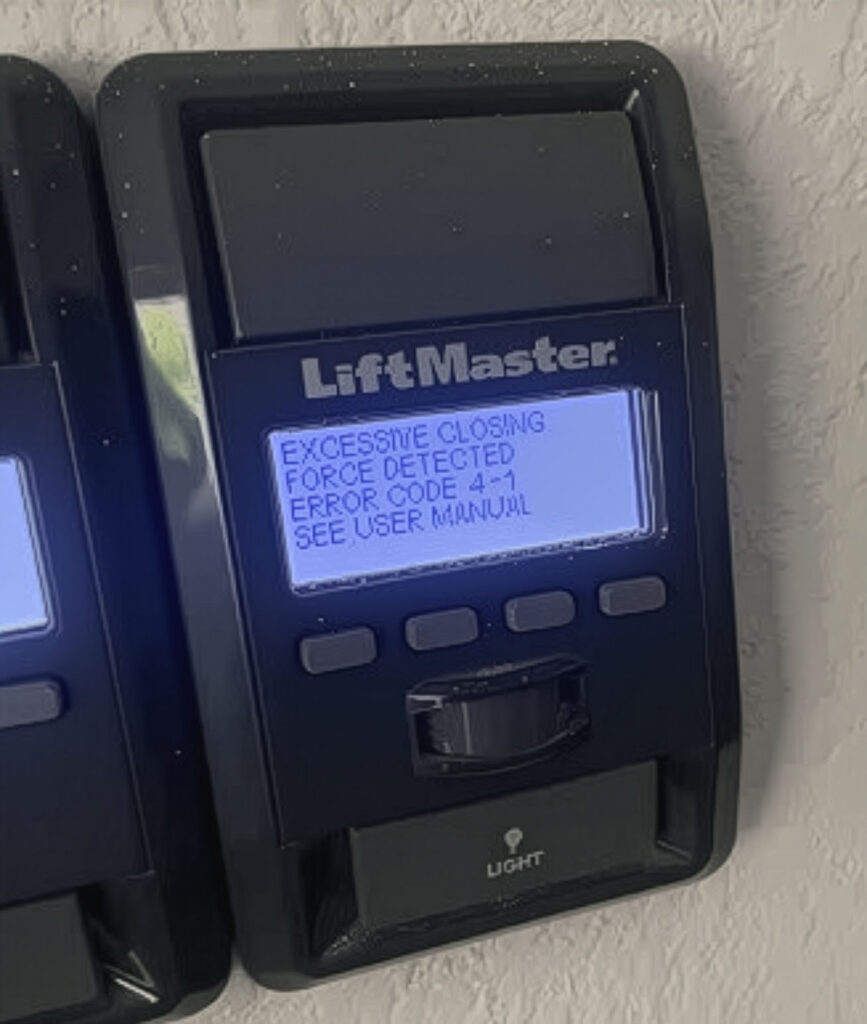 LiftMaster
EXCESSIVE CLOSING
FORCE DETECTED
ERROR CODE 4-1
SEE USER MANUAL
LIGHT